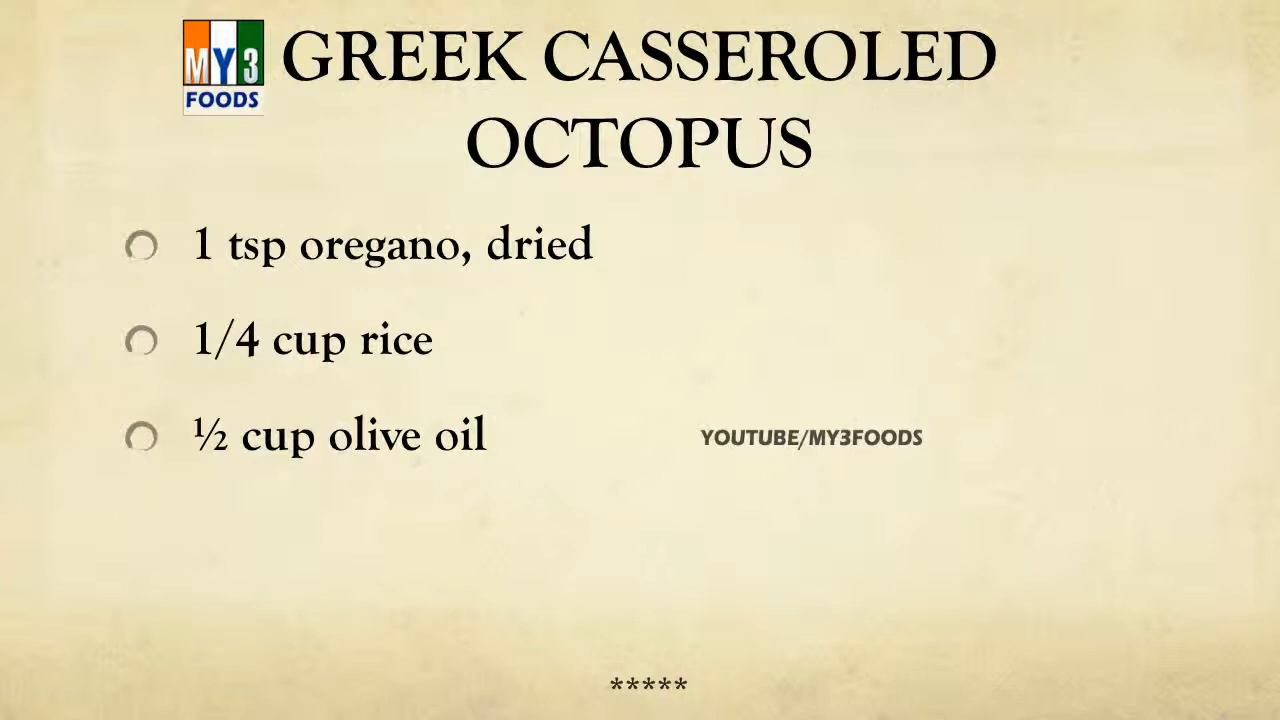 MY3
FOODS
GREEK CASSEROLED
OCTOPUS
1 tsp oregano, dried
1/4 cup rice
½ cup olive oil
YOUTUBE/MY3FOODS
*****